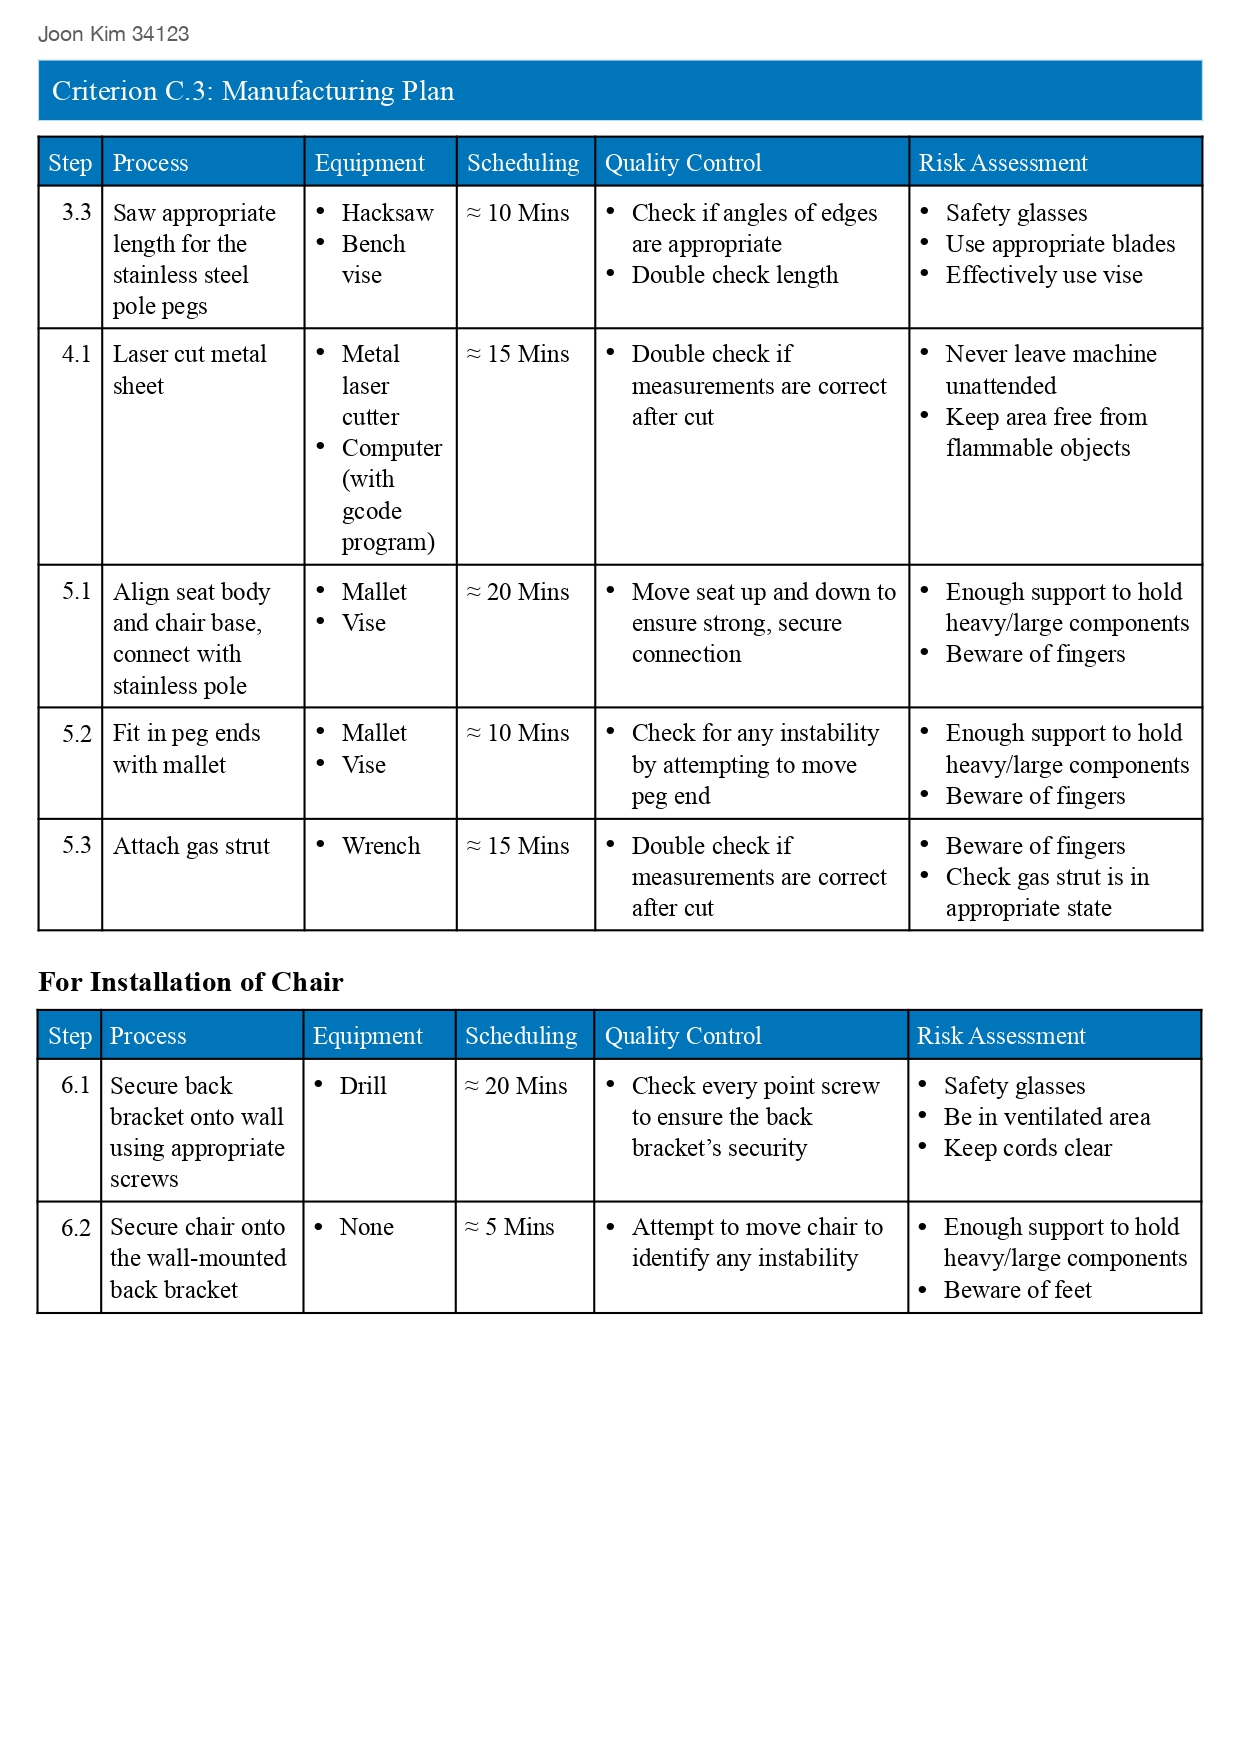 Joon Kim 34123
Criterion C.3: Manufacturing Plan
Step Process Equipment Scheduling Quality Control Risk Assessment
3.3 Saw appropriate • Hacksaw ≈ 10 Mins • Check if angles of edges • Safety glasses
length for the • Bench are appropriate • Use appropriate blades
stainless steel vise • Double check length • Effectively use vise
pole pegs
4.1 Laser cut metal • Metal ≈ 15 Mins • Double check if • Never leave machine
sheet laser measurements are correct unattended
cutter after cut • Keep area free from
• Computer flammable objects
(with
gcode
program)
5.1 Align seat body • Mallet ≈ 20 Mins • Move seat up and down to • Enough support to hold
and chair base, • Vise ensure strong, secure heavy/large components
connect with connection • Beware of fingers
stainless pole
5.2 Fit in peg ends • Mallet ≈ 10 Mins • Check for any instability • Enough support to hold
with mallet • Vise by attempting to move heavy/large components
peg end • Beware of fingers
5.3 Attach gas strut • Wrench ≈ 15 Mins • Double check if • Beware of fingers
measurements are correct • Check gas strut is in
after cut appropriate state
For Installation of Chair
Step Process Equipment Scheduling Quality Control Risk Assessment
6.1 Secure back • Drill ≈ 20 Mins • Check every point screw • Safety glasses
bracket onto wall to ensure the back • Be in ventilated area
using appropriate bracket’s security • Keep cords clear
screws
6.2 Secure chair onto • None ≈ 5 Mins • Attempt to move chair to • Enough support to hold
the wall-mounted identify any instability heavy/large components
back bracket • Beware of feet